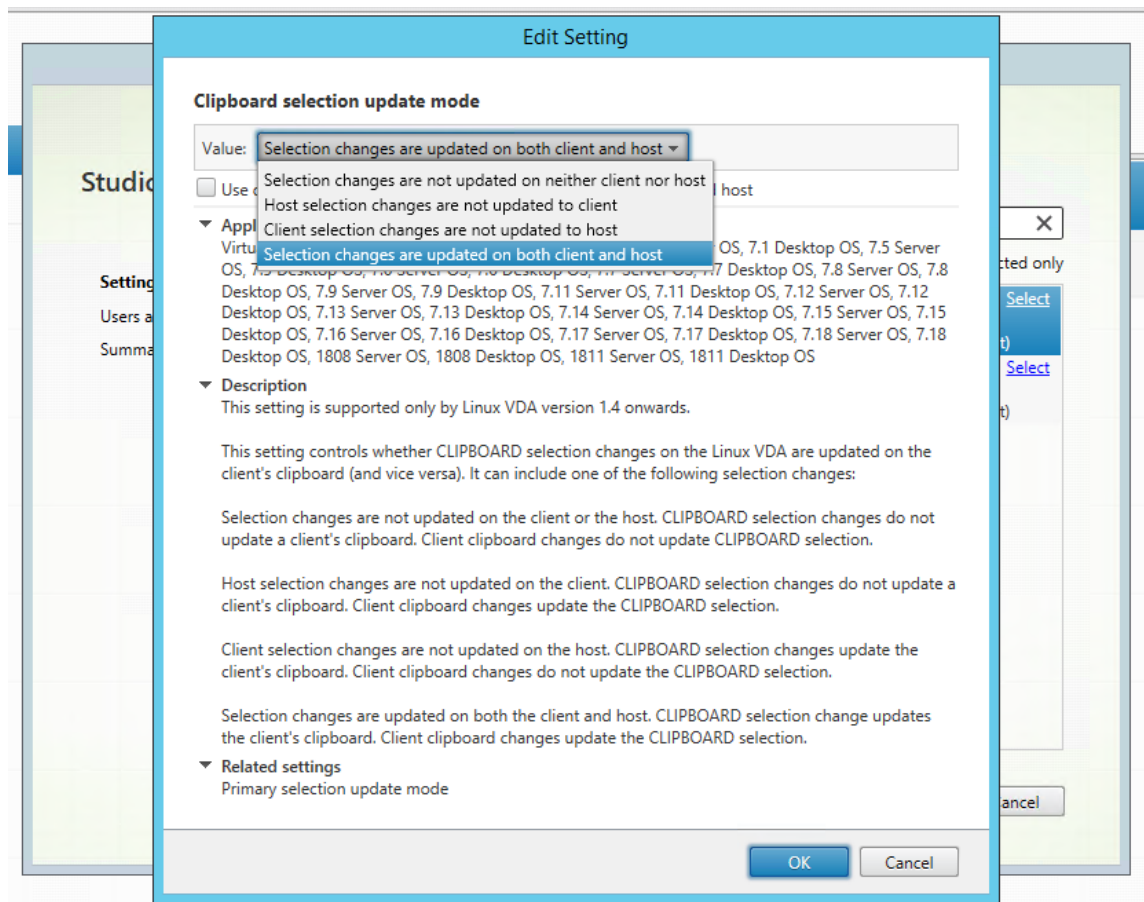 Edit Setting
Clipboard selection update mode
Value: Selection changes are updated on both client and host
Selection changes are not updated on neither client nor host
Host selection changes are not updated to client
Client selection changes are not updated to host
Selection changes are updated on both client and host
Use host
Appl
Virtu OS, 7.1 Desktop OS, 7.5 Server
OS, 7.5 Desktop OS, 7.6 Server OS, 7.6 Desktop OS, 7.7 Server OS, 7.7 Desktop OS, 7.8 Server OS, 7.8
Desktop OS, 7.9 Server OS, 7.9 Desktop OS, 7.11 Server OS, 7.11 Desktop OS, 7.12 Server OS, 7.12
Desktop OS, 7.13 Server OS, 7.13 Desktop OS, 7.14 Server OS, 7.14 Desktop OS, 7.15 Server OS, 7.15
Desktop OS, 7.16 Server OS, 7.16 Desktop OS, 7.17 Server OS, 7.17 Desktop OS, 7.18 Server OS, 7.18
Desktop OS, 1808 Server OS, 1808 Desktop OS, 1811 Server OS, 1811 Desktop OS
Description
This setting is supported only by Linux VDA version 1.4 onwards.
This setting controls whether CLIPBOARD selection changes on the Linux VDA are updated on the
client's clipboard (and vice versa). It can include one of the following selection changes:
Selection changes are not updated on the client or the host. CLIPBOARD selection changes do not
update a client's clipboard. Client clipboard changes do not update CLIPBOARD selection.
Host selection changes are not updated on the client. CLIPBOARD selection changes do not update a
client's clipboard. Client clipboard changes update the CLIPBOARD selection.
Client selection changes are not updated on the host. CLIPBOARD selection changes update the
client's clipboard. Client clipboard changes do not update the CLIPBOARD selection.
Selection changes are updated on both the client and host. CLIPBOARD selection change updates
the client's clipboard. Client clipboard changes update the CLIPBOARD selection.
Related settings
Primary selection update mode
OK
Cancel
Studio
Setting
Users a
Summa
cted only
Select
t)
Select
t)
ancel